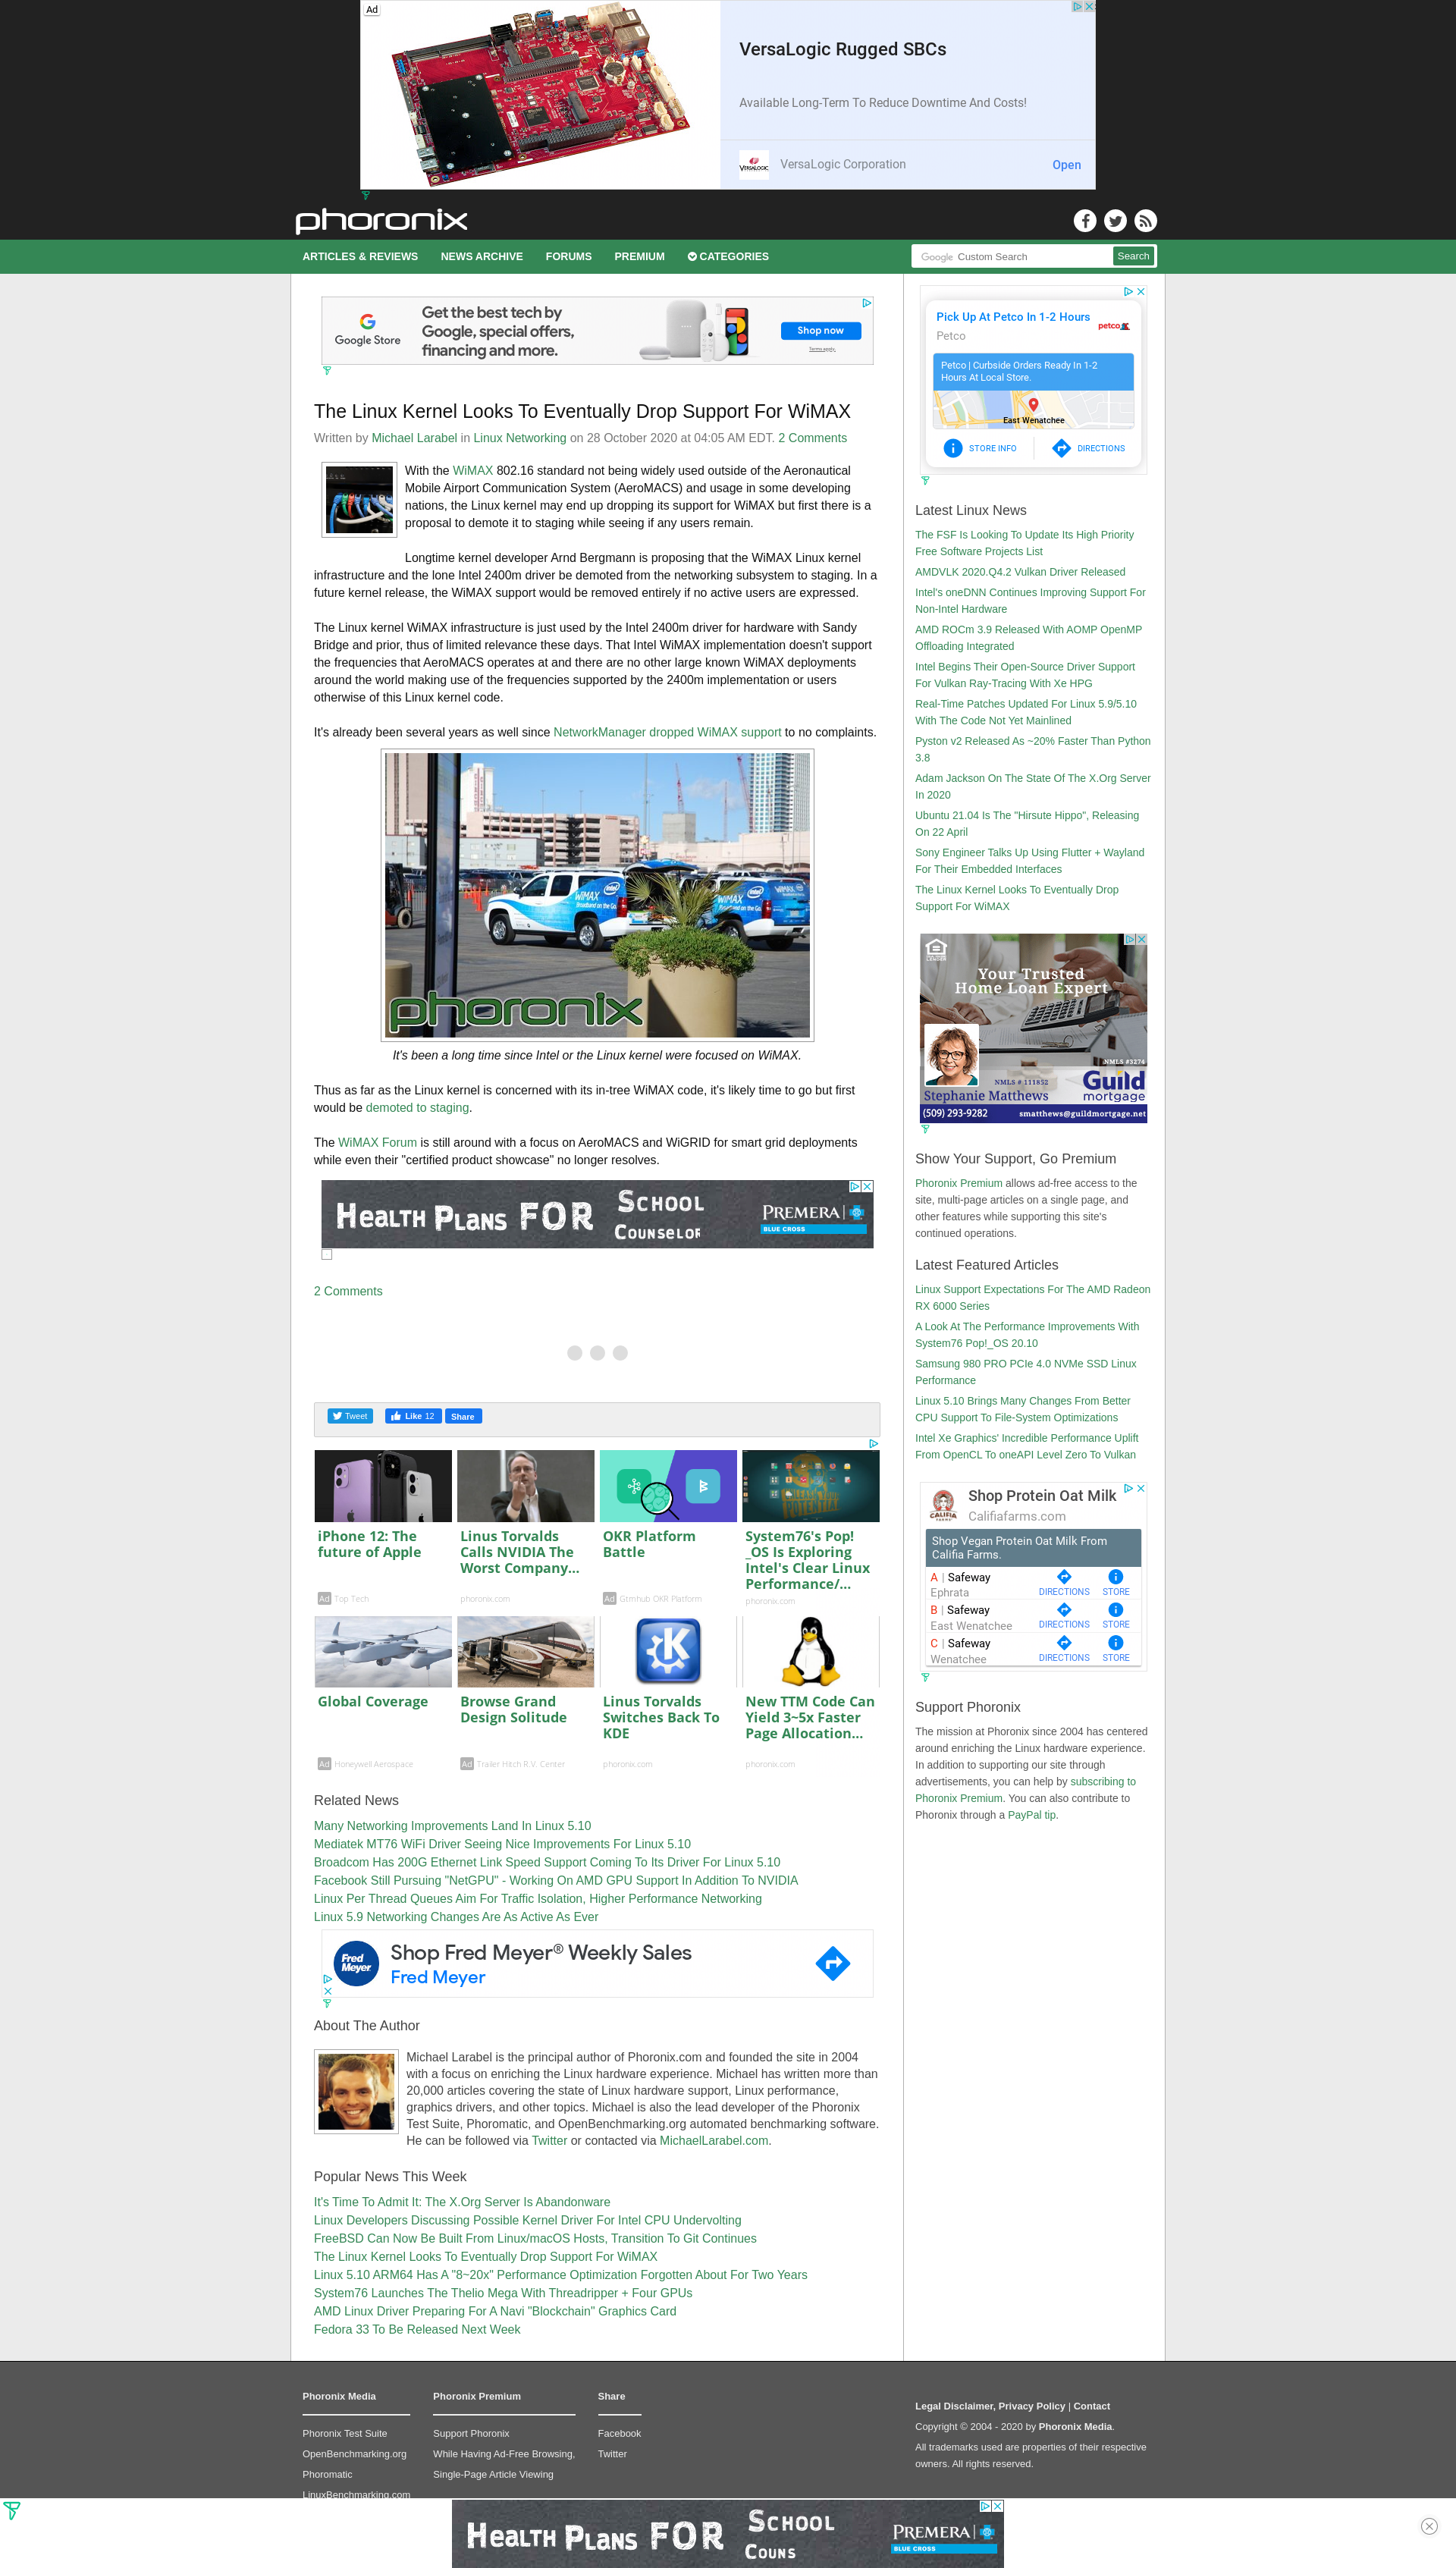 Ad
VersaLogic Rugged SBCs
Available Long-Term To Reduce Downtime And Costs!
VERSALOGIC
VersaLogic Corporation
Open
phoronix
ARTICLES & REVIEWS
NEWS ARCHIVE
FORUMS
PREMIUM
CATEGORIES
Google Custom Search
Search
Google Store
Get the best tech by
Google, special offers,
financing and more.
Shop now
Terms apply.
The Linux Kernel Looks To Eventually Drop Support For WiMAX
Written by Michael Larabel in Linux Networking on 28 October 2020 at 04:05 AM EDT. 2 Comments
With the WiMAX 802.16 standard not being widely used outside of the Aeronautical
Mobile Airport Communication System (AeroMACS) and usage in some developing
nations, the Linux kernel may end up dropping its support for WiMAX but first there is a
proposal to demote it to staging while seeing if any users remain.
Longtime kernel developer Arnd Bergmann is proposing that the WiMAX Linux kernel
infrastructure and the lone Intel 2400m driver be demoted from the networking subsystem to staging. In a
future kernel release, the WiMAX support would be removed entirely if no active users are expressed.
The Linux kernel WiMAX infrastructure is just used by the Intel 2400m driver for hardware with Sandy
Bridge and prior, thus of limited relevance these days. That Intel WiMAX implementation doesn't support
the frequencies that AeroMACS operates at and there are no other large known WiMAX deployments
around the world making use of the frequencies supported by the 2400m implementation or users
otherwise of this Linux kernel code.
It's already been several years as well since NetworkManager dropped WiMAX support to no complaints.
WiMAX
Broadband on the Go
intel
WiMAX
intel
phoronix
It's been a long time since Intel or the Linux kernel were focused on WiMAX.
Thus as far as the Linux kernel is concerned with its in-tree WiMAX code, it's likely time to go but first
would be demoted to staging.
The WiMAX Forum is still around with a focus on AeroMACS and WiGRID for smart grid deployments
while even their "certified product showcase" no longer resolves.
Health Plans FOR
School
Counselor
PREMERA
BLUE CROSS
2 Comments
Tweet
Like 12
Share
iPhone 12: The
future of Apple
Ad Top Tech
Linus Torvalds
Calls NVIDIA The
Worst Company...
phoronix.com
OKR Platform
Battle
Ad Gtmhub OKR Platform
System76's Pop!
_OS Is Exploring
Intel's Clear Linux
Performance/...
phoronix.com
Global Coverage
Ad Honeywell Aerospace
Browse Grand
Design Solitude
Ad Trailer Hitch R.V. Center
Linus Torvalds
Switches Back To
KDE
phoronix.com
New TTM Code Can
Yield 3~5x Faster
Page Allocation...
phoronix.com
Related News
Many Networking Improvements Land In Linux 5.10
Mediatek MT76 WiFi Driver Seeing Nice Improvements For Linux 5.10
Broadcom Has 200G Ethernet Link Speed Support Coming To Its Driver For Linux 5.10
Facebook Still Pursuing "NetGPU" - Working On AMD GPU Support In Addition To NVIDIA
Linux Per Thread Queues Aim For Traffic Isolation, Higher Performance Networking
Linux 5.9 Networking Changes Are As Active As Ever
Fred Meyer
Shop Fred Meyer® Weekly Sales
Fred Meyer
About The Author
Michael Larabel is the principal author of Phoronix.com and founded the site in 2004
with a focus on enriching the Linux hardware experience. Michael has written more than
20,000 articles covering the state of Linux hardware support, Linux performance,
graphics drivers, and other topics. Michael is also the lead developer of the Phoronix
Test Suite, Phoromatic, and OpenBenchmarking.org automated benchmarking software.
He can be followed via Twitter or contacted via MichaelLarabel.com.
Popular News This Week
It's Time To Admit It: The X.Org Server Is Abandonware
Linux Developers Discussing Possible Kernel Driver For Intel CPU Undervolting
FreeBSD Can Now Be Built From Linux/macOS Hosts, Transition To Git Continues
The Linux Kernel Looks To Eventually Drop Support For WiMAX
Linux 5.10 ARM64 Has A "8~20x" Performance Optimization Forgotten About For Two Years
System76 Launches The Thelio Mega With Threadripper + Four GPUs
AMD Linux Driver Preparing For A Navi "Blockchain" Graphics Card
Fedora 33 To Be Released Next Week
Pick Up At Petco In 1-2 Hours
Petco
petco
Petco | Curbside Orders Ready In 1-2
Hours At Local Store.
East Wenatchee
STORE INFO
DIRECTIONS
Latest Linux News
The FSF Is Looking To Update Its High Priority
Free Software Projects List
AMDVLK 2020.Q4.2 Vulkan Driver Released
Intel's oneDNN Continues Improving Support For
Non-Intel Hardware
AMD ROCm 3.9 Released With AOMP OpenMP
Offloading Integrated
Intel Begins Their Open-Source Driver Support
For Vulkan Ray-Tracing With Xe HPG
Real-Time Patches Updated For Linux 5.9/5.10
With The Code Not Yet Mainlined
Pyston v2 Released As ~20% Faster Than Python
3.8
Adam Jackson On The State Of The X.Org Server
In 2020
Ubuntu 21.04 Is The "Hirsute Hippo", Releasing
On 22 April
Sony Engineer Talks Up Using Flutter + Wayland
For Their Embedded Interfaces
The Linux Kernel Looks To Eventually Drop
Support For WiMAX
Your Trusted
Home Loan Expert
NMLS #3274
NMLS # 111852
Stephanie Matthews
Guild
mortgage
(509) 293-9282
smatthews@guildmortgage.net
Show Your Support, Go Premium
Phoronix Premium allows ad-free access to the
site, multi-page articles on a single page, and
other features while supporting this site's
continued operations.
Latest Featured Articles
Linux Support Expectations For The AMD Radeon
RX 6000 Series
A Look At The Performance Improvements With
System76 Pop!_OS 20.10
Samsung 980 PRO PCIe 4.0 NVMe SSD Linux
Performance
Linux 5.10 Brings Many Changes From Better
CPU Support To File-System Optimizations
Intel Xe Graphics' Incredible Performance Uplift
From OpenCL To oneAPI Level Zero To Vulkan
CALIFIA
FARMS
Shop Protein Oat Milk
Califiafarms.com
Shop Vegan Protein Oat Milk From
Califia Farms.
A | Safeway
Ephrata
DIRECTIONS
STORE
B | Safeway
East Wenatchee
DIRECTIONS
STORE
C | Safeway
Wenatchee
DIRECTIONS
STORE
Support Phoronix
The mission at Phoronix since 2004 has centered
around enriching the Linux hardware experience.
In addition to supporting our site through
advertisements, you can help by subscribing to
Phoronix Premium. You can also contribute to
Phoronix through a PayPal tip.
Phoronix Media
Phoronix Test Suite
OpenBenchmarking.org
Phoromatic
LinuxBenchmarking.com
Phoronix Premium
Support Phoronix
While Having Ad-Free Browsing,
Single-Page Article Viewing
Share
Facebook
Twitter
Legal Disclaimer, Privacy Policy | Contact
Copyright © 2004 - 2020 by Phoronix Media.
All trademarks used are properties of their respective
owners. All rights reserved.
Health Plans FOR
School
Couns
PREMERA
BLUE CROSS